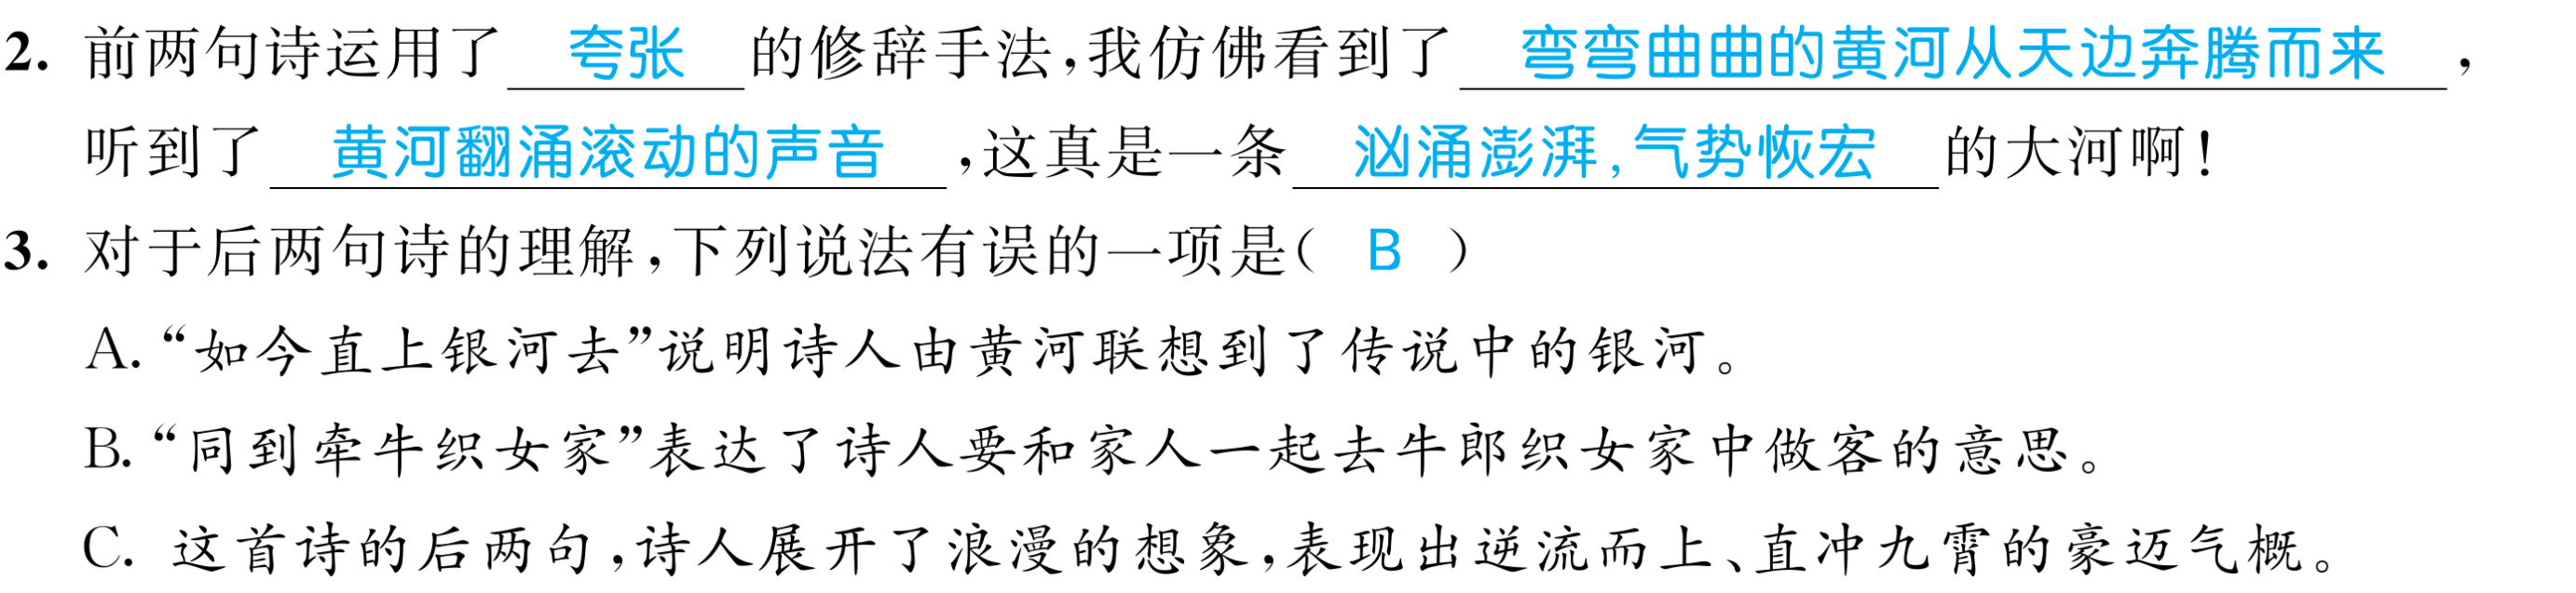 2. 前两句诗运用了 夸张 的修辞手法,我仿佛看到了 弯弯曲曲的黄河从天边奔腾而来 ,
听到了 黄河翻涌滚动的声音 ,这真是一条 汹涌澎湃,气势恢宏 的大河啊!
3. 对于后两句诗的理解,下列说法有误的一项是( B )
A. “如今直上银河去”说明诗人由黄河联想到了传说中的银河。
B. “同到牵牛织女家”表达了诗人要和家人一起去牛郎织女家中做客的意思。
C. 这首诗的后两句,诗人展开了浪漫的想象,表现出逆流而上、直冲九霄的豪迈气概。